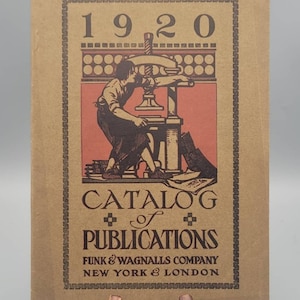 1920
CATALOG
of
PUBLICATIONS
FUNK & WAGNALLS COMPANY
NEW YORK & LONDON